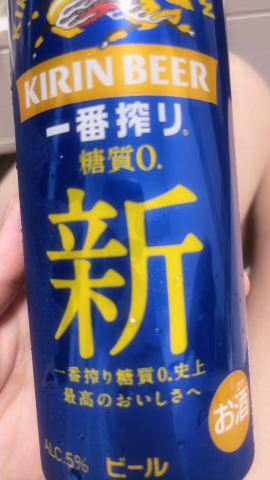 KIRIN BEER
一番搾り®
糖質0.
新
一番搾り糖質0.史上
最高のおいしさへ
お酒
ALC.5% ビール